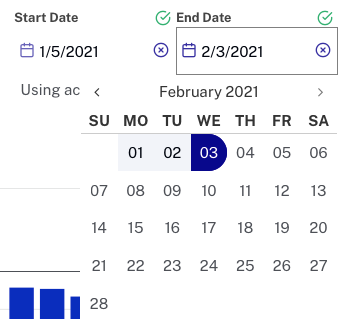 Start Date End Date
1/5/2021 2/3/2021
Using ac
February 2021
SU MO TU WE TH FR SA
01 02 03 04 05 06
07 08 09 10 11 12 13
14 15 16 17 18 19 20
21 22 23 24 25 26 27
28